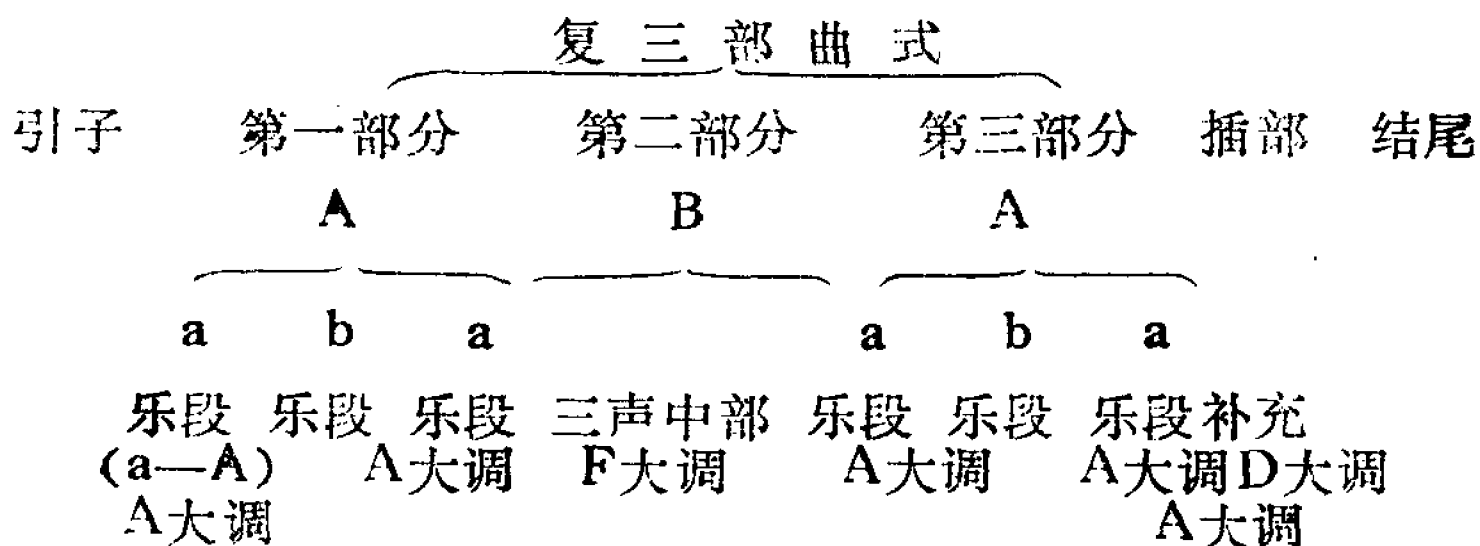 复三部曲式
引子 第一部分 第二部分 第三部分 插部 结尾
A B A
a b a a b a
乐段 乐段 乐段 三声中部 乐段 乐段 乐段补充
(a—A) A大调 F大调 A大调 A大调D大调
A大调 A大调